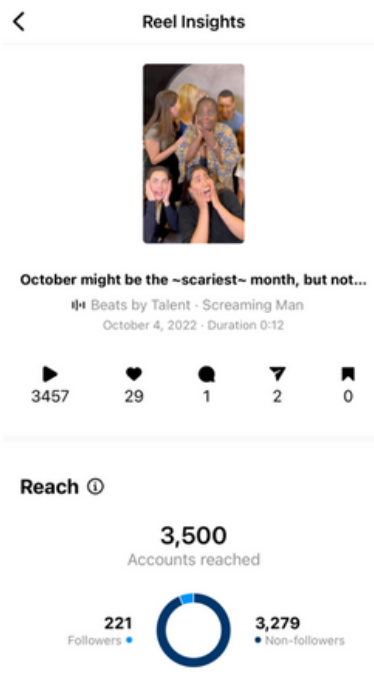 Reel Insights
October might be the ~scariest~ month, but not...
Beats by Talent · Screaming Man
October 4, 2022 · Duration 0:12
3457 29 1 2 0
Reach
3,500
Accounts reached
221 3,279
Followers Non-followers